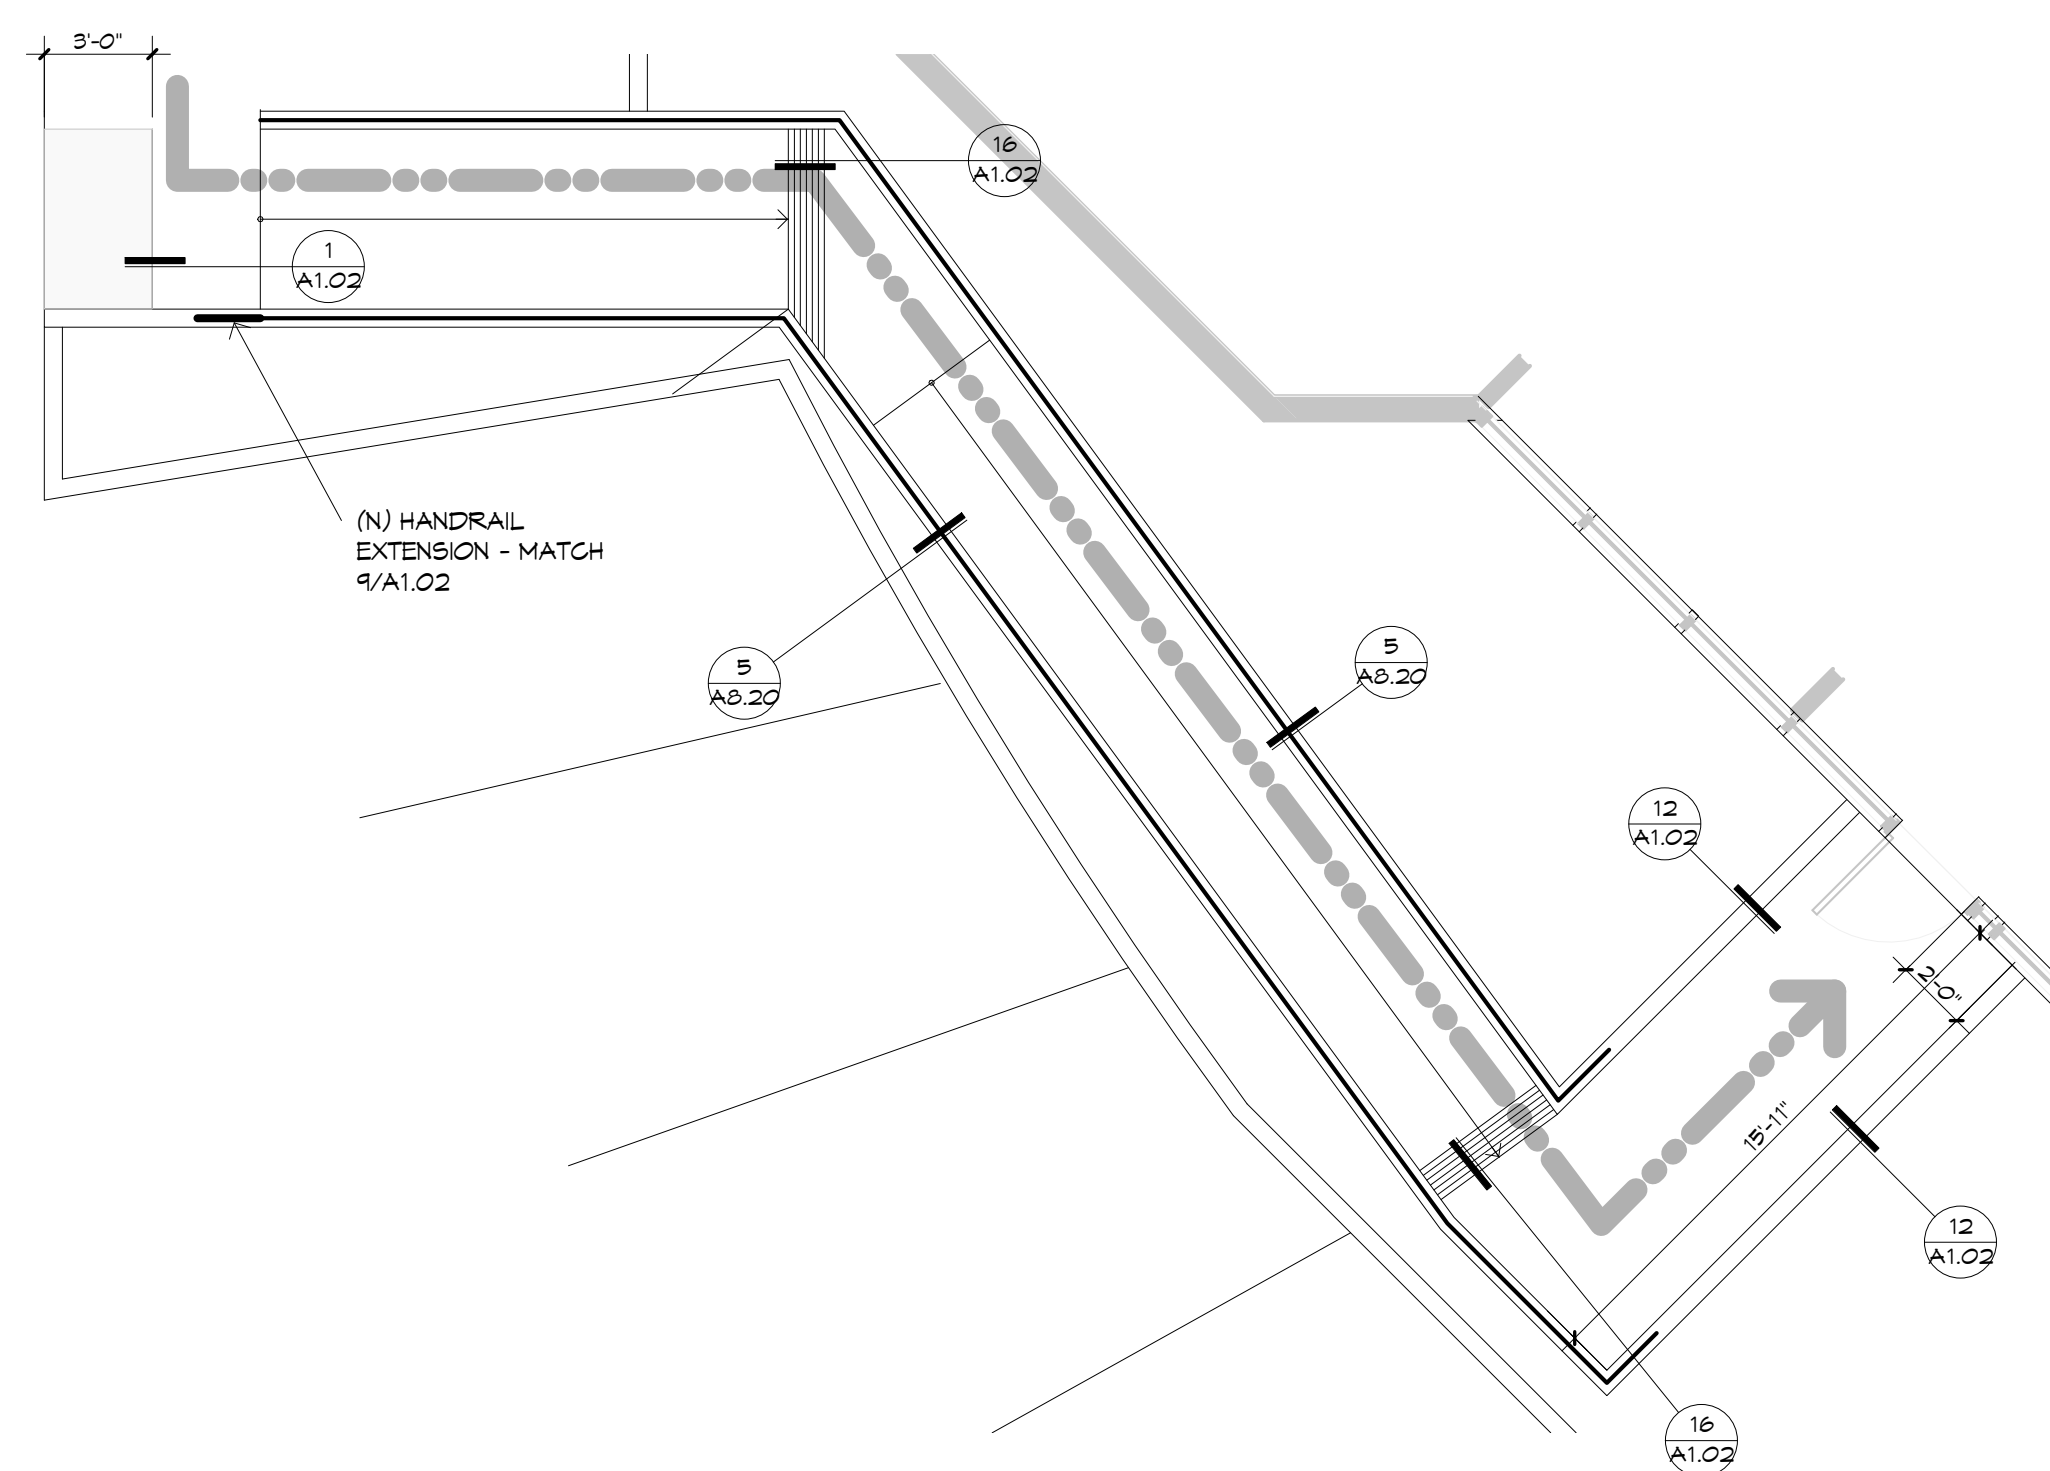 3'-0"
16
A1.02
1
A1.02
(N) HANDRAIL
EXTENSION - MATCH
9/A1.02
5
A8.20
5
A8.20
12
A1.02
2'-0"
15'-11"
12
A1.02
16
A1.02